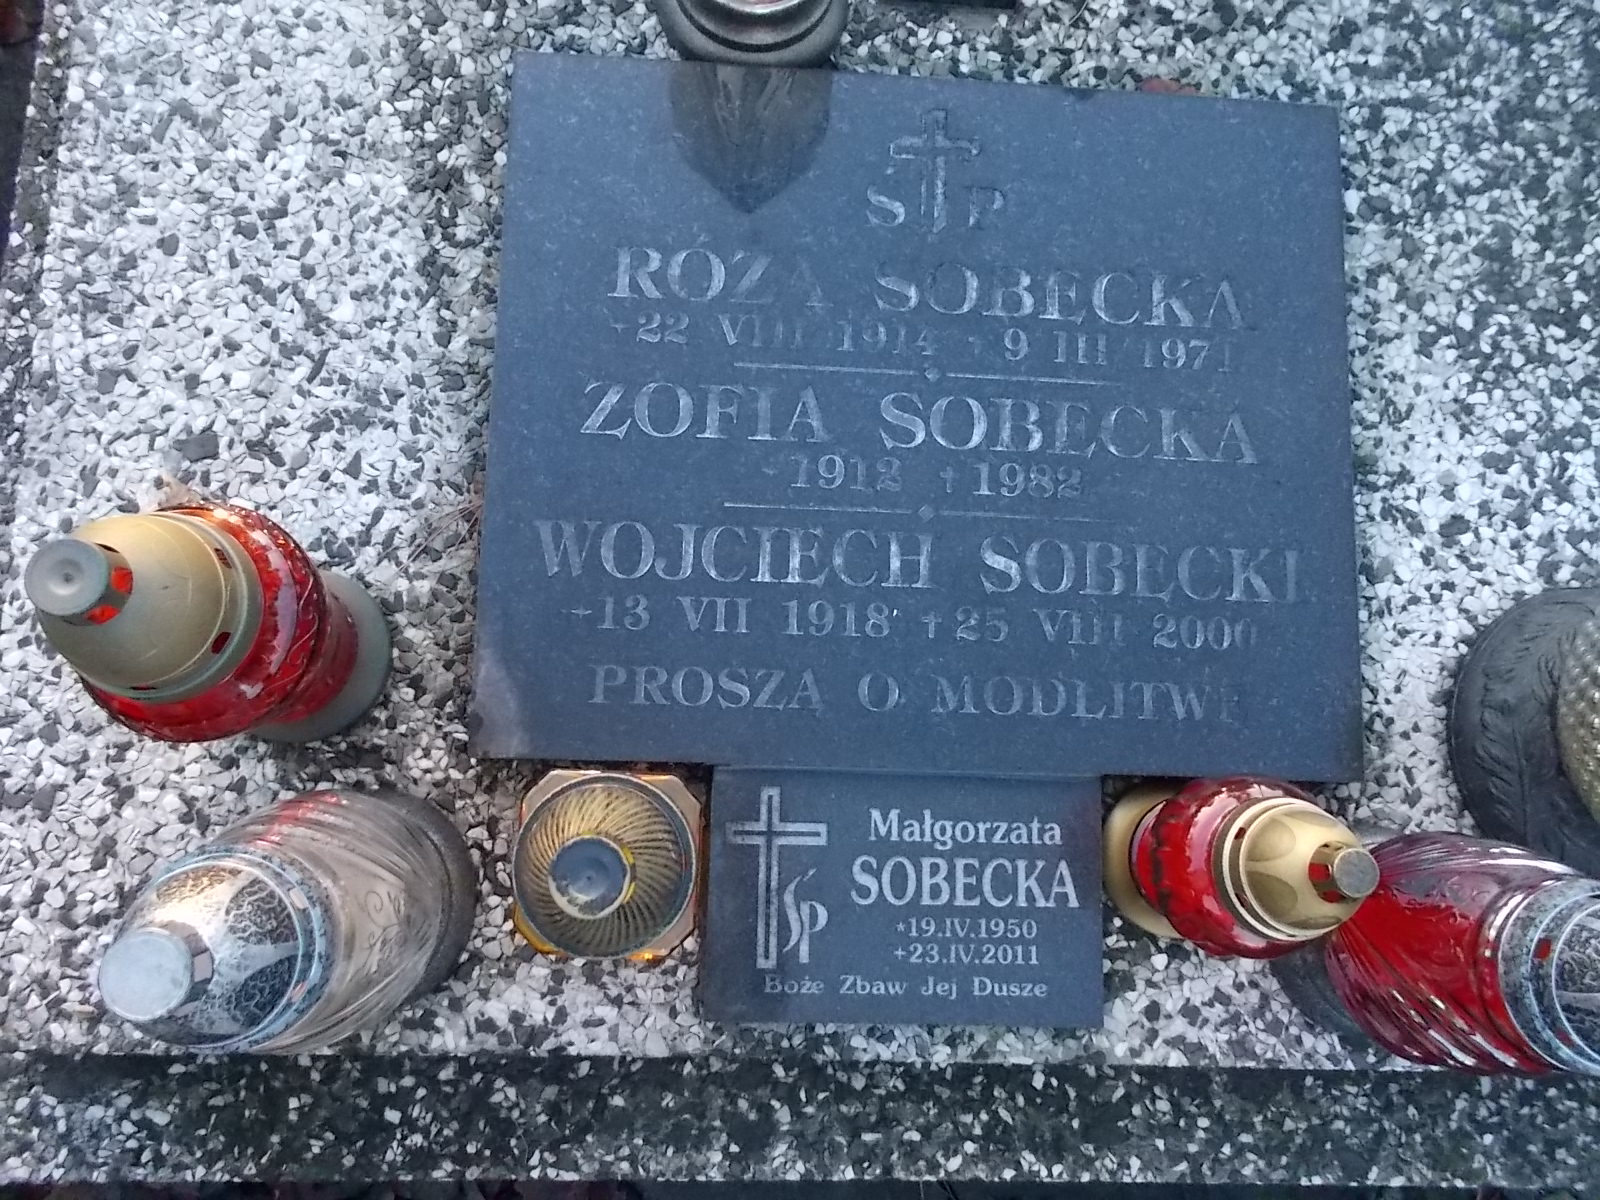 S P
RÓŻA SOBECKA
* 22 VIII 1914 † 9 III 1971
ZOFIA SOBECKA
* 1912 † 1982
WOJCIECH SOBECKI
* 13 VII 1918 † 25 VIII 2000
PROSZĄ O MODLITWĘ
ŚP
Małgorzata
SOBECKA
*19.IV.1950
+23.IV.2011
Boże Zbaw Jej Dusze